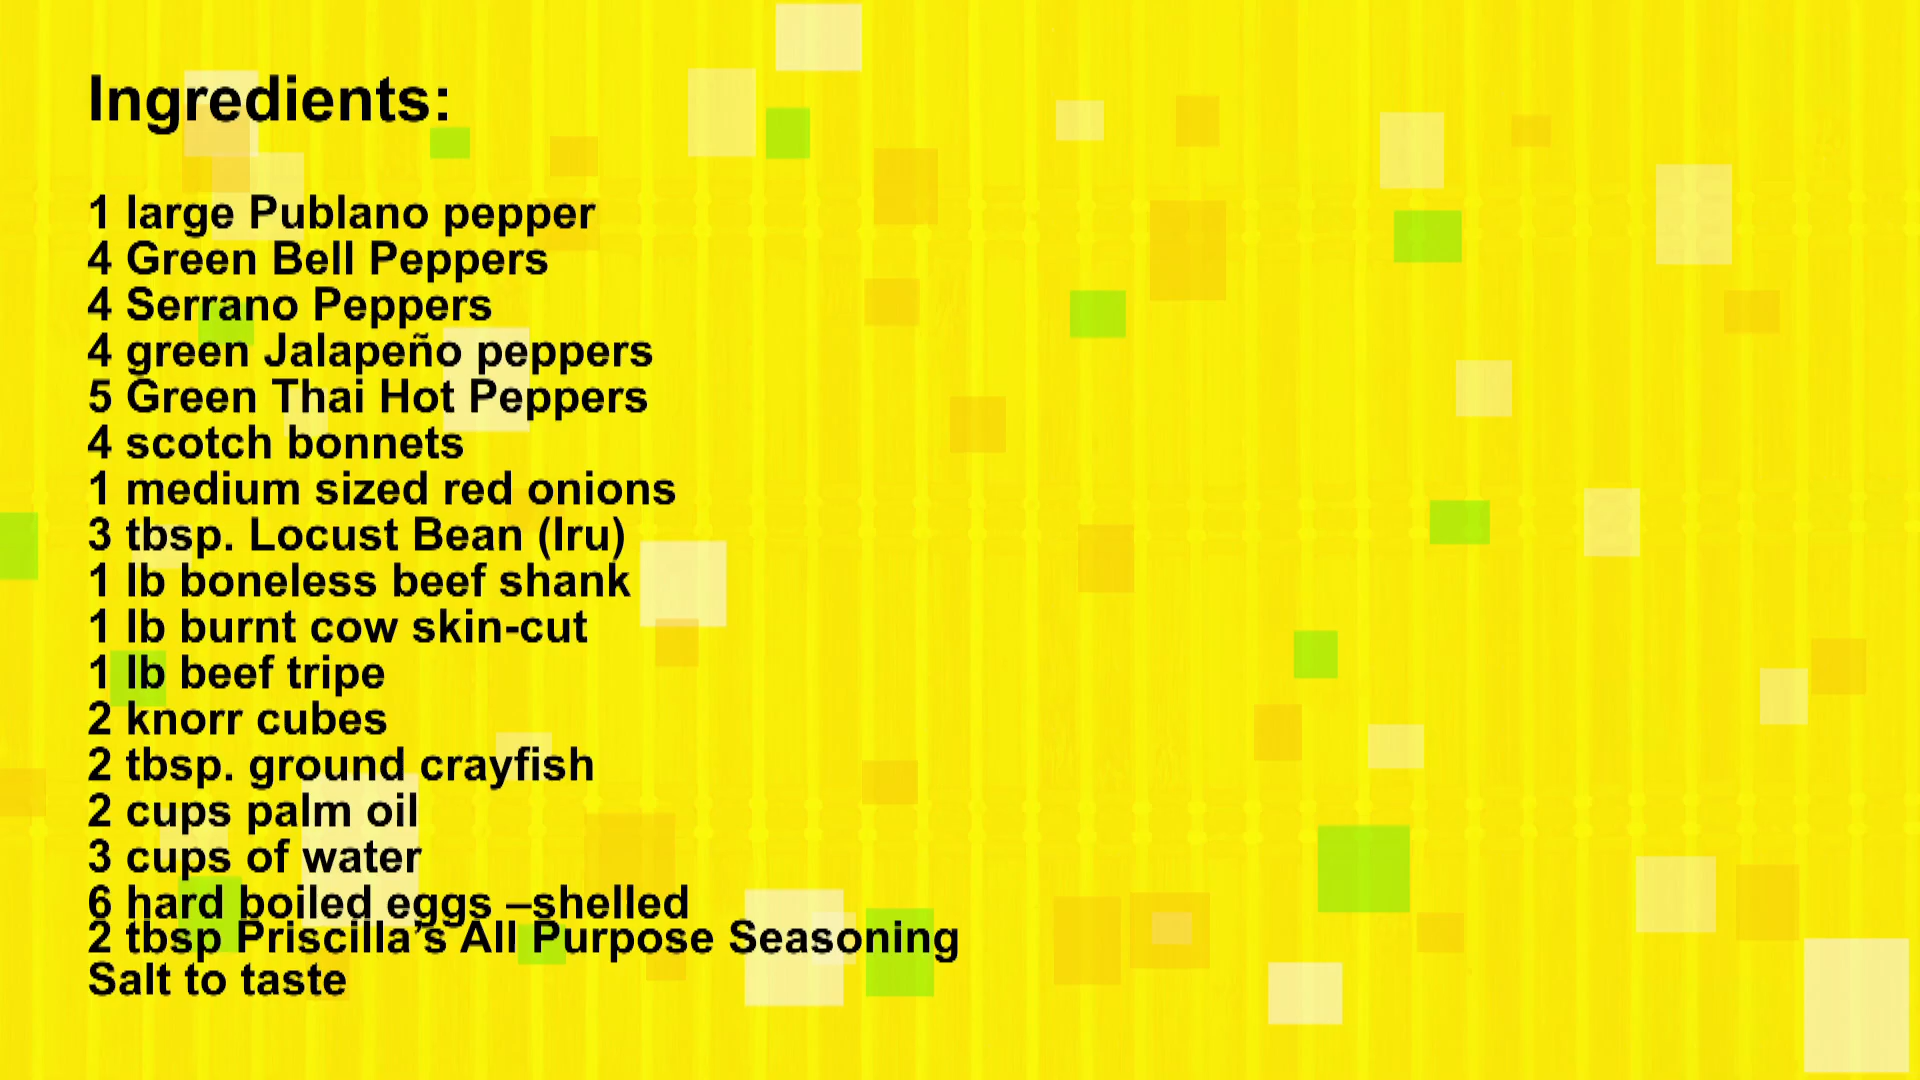 Ingredients:
1 large Publano pepper
4 Green Bell Peppers
4 Serrano Peppers
4 green Jalapeño peppers
5 Green Thai Hot Peppers
4 scotch bonnets
1 medium sized red onions
3 tbsp. Locust Bean (Iru)
1 lb boneless beef shank
1 lb burnt cow skin-cut
1 lb beef tripe
2 knorr cubes
2 tbsp. ground crayfish
2 cups palm oil
3 cups of water
6 hard boiled eggs –shelled
2 tbsp Priscilla’s All Purpose Seasoning
Salt to taste